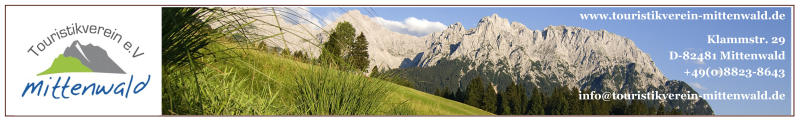 Touristikverein e.V
Mittenwald
www.touristikverein-mittenwald.de
Klammstr. 29
D-82481 Mittenwald
+49(0)8823-8643
info@touristikverein-mittenwald.de